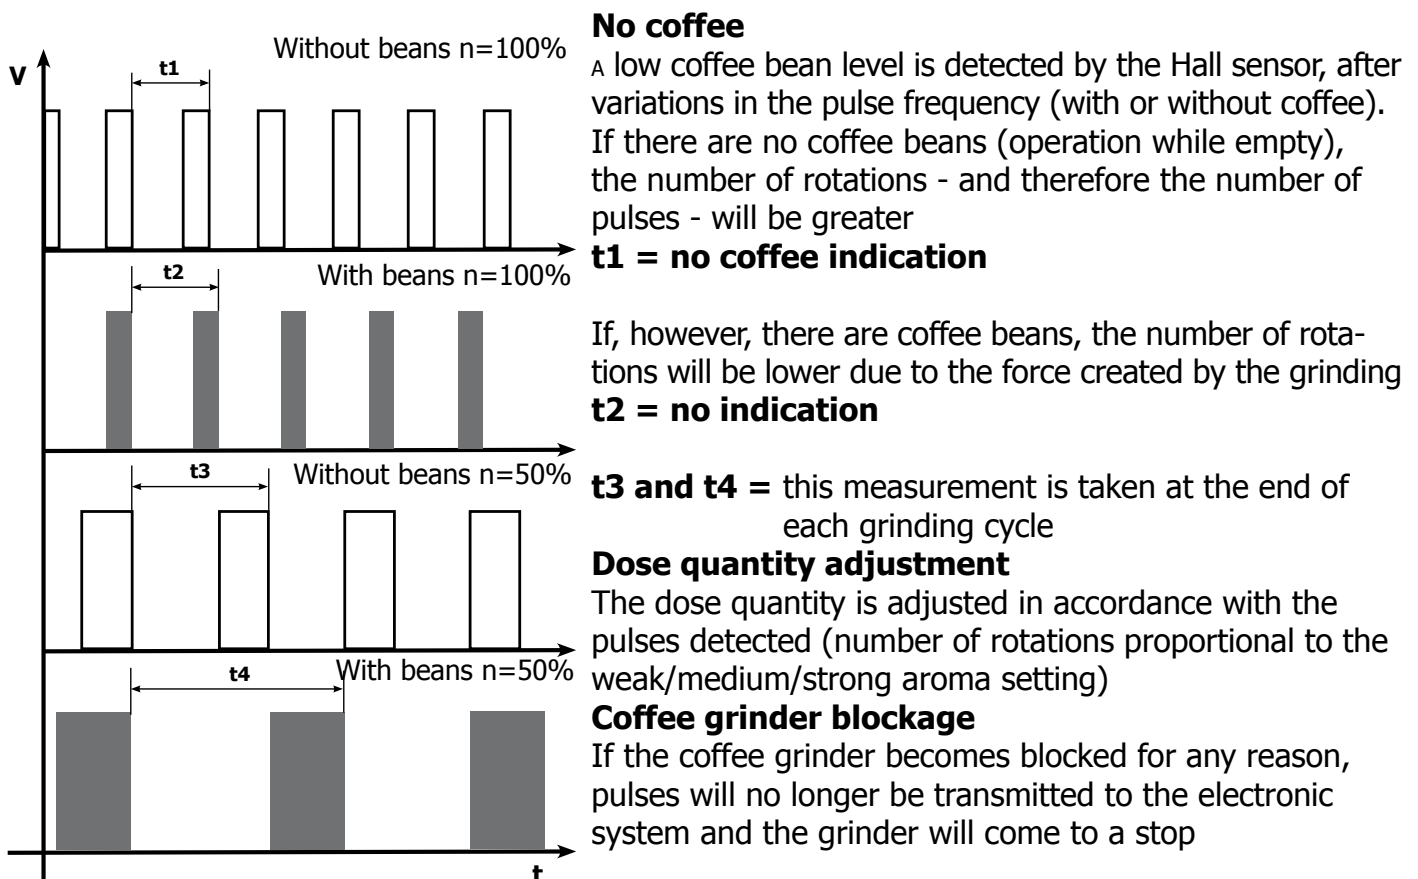 Without beans n=100%
V
t1
t2
With beans n=100%
t3
Without beans n=50%
t4
With beans n=50%
t
No coffee
A low coffee bean level is detected by the Hall sensor, after
variations in the pulse frequency (with or without coffee).
If there are no coffee beans (operation while empty),
the number of rotations - and therefore the number of
pulses - will be greater
t1 = no coffee indication
If, however, there are coffee beans, the number of rota-
tions will be lower due to the force created by the grinding
t2 = no indication
t3 and t4 = this measurement is taken at the end of
each grinding cycle
Dose quantity adjustment
The dose quantity is adjusted in accordance with the
pulses detected (number of rotations proportional to the
weak/medium/strong aroma setting)
Coffee grinder blockage
If the coffee grinder becomes blocked for any reason,
pulses will no longer be transmitted to the electronic
system and the grinder will come to a stop